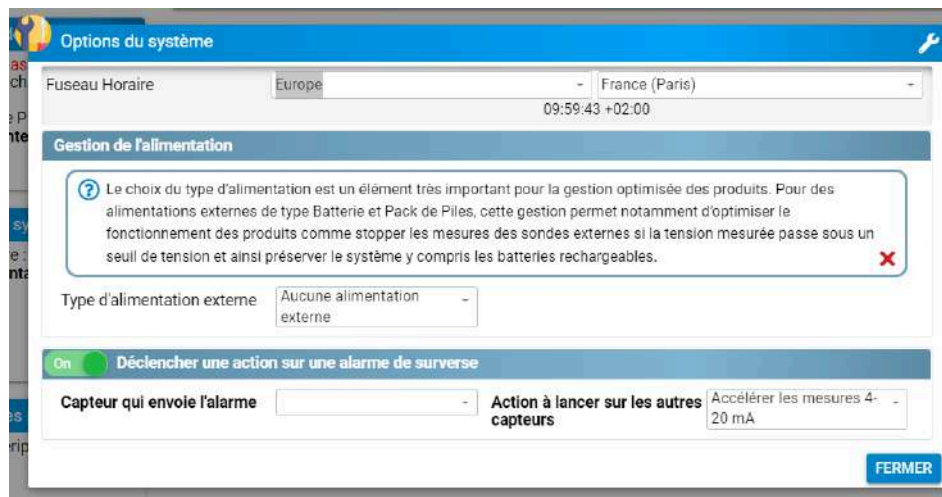 Options du système
Fuseau Horaire
Europe
France (Paris)
09:59:43 +02:00
Gestion de l'alimentation
Le choix du type d'alimentation est un élément très important pour la gestion optimisée des produits. Pour des
alimentations externes de type Batterie et Pack de Piles, cette gestion permet notamment d'optimiser le
fonctionnement des produits comme stopper les mesures des sondes externes si la tension mesurée passe sous un
seuil de tension et ainsi préserver le système y compris les batteries rechargeables.
Type d'alimentation externe
Aucune alimentation
externe
On
Déclencher une action sur une alarme de surverse
Capteur qui envoie l'alarme
Action à lancer sur les autres
capteurs
Accélérer les mesures 4-
20 mA
FERMER